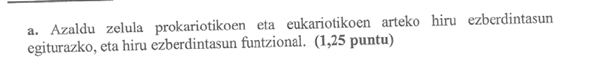 a. Azaldu zelula prokariotikoen eta eukariotikoen arteko hiru ezberdintasun
egiturazko, eta hiru ezberdintasun funtzional. (1,25 puntu)